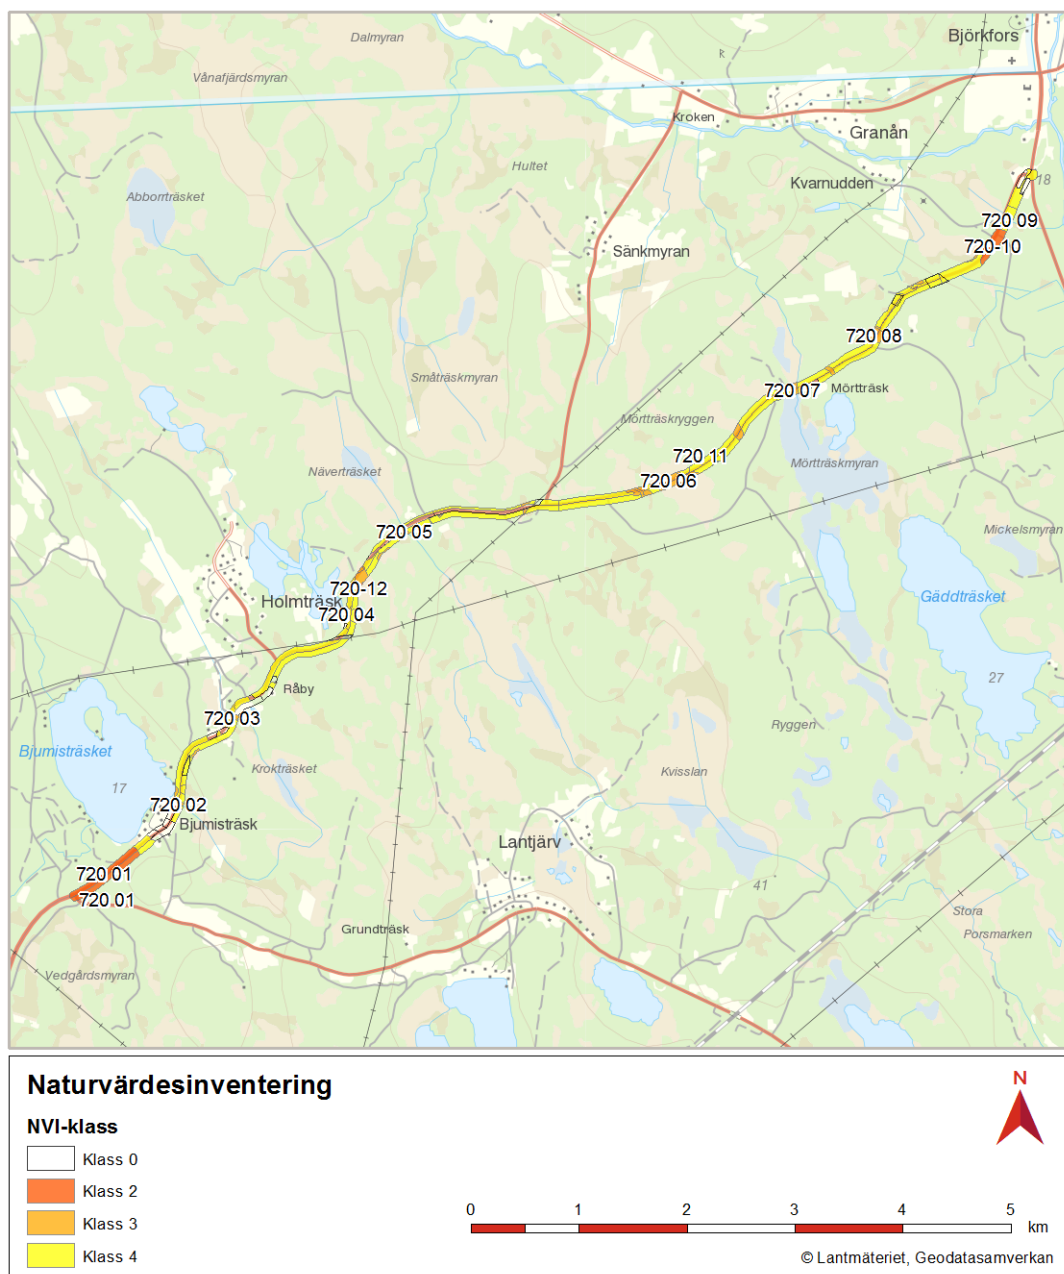 Björkfors
Dalmyran
Vånafjärdsmyran
R
Kroken
Granån
Hultet
Kvarnudden
18
Abborrträsket
720 09
720-10
Sänkmyran
720 08
Småträskmyran
720 07
Mörtträsk
Mörtträskryggen
720 11
Mörtträskmyran
Näverträsket
720 06
720 05
Mickelsmyran
720-12
Gäddträsket
Holmträsk
720 04
27
Råby
720 03
Ryggen
Bjumisträsket
Krokträsket
Kvisslan
17
720 02
Bjumisträsk
Lantjärv
720 01
41
720 01
Stora
Porsmarken
Grundträsk
Vedgårdsmyran
Naturvärdesinventering
N
NVI-klass
Klass 0
Klass 2
Klass 3
Klass 4
0 1 2 3 4 5
km
© Lantmäteriet, Geodatasamverkan